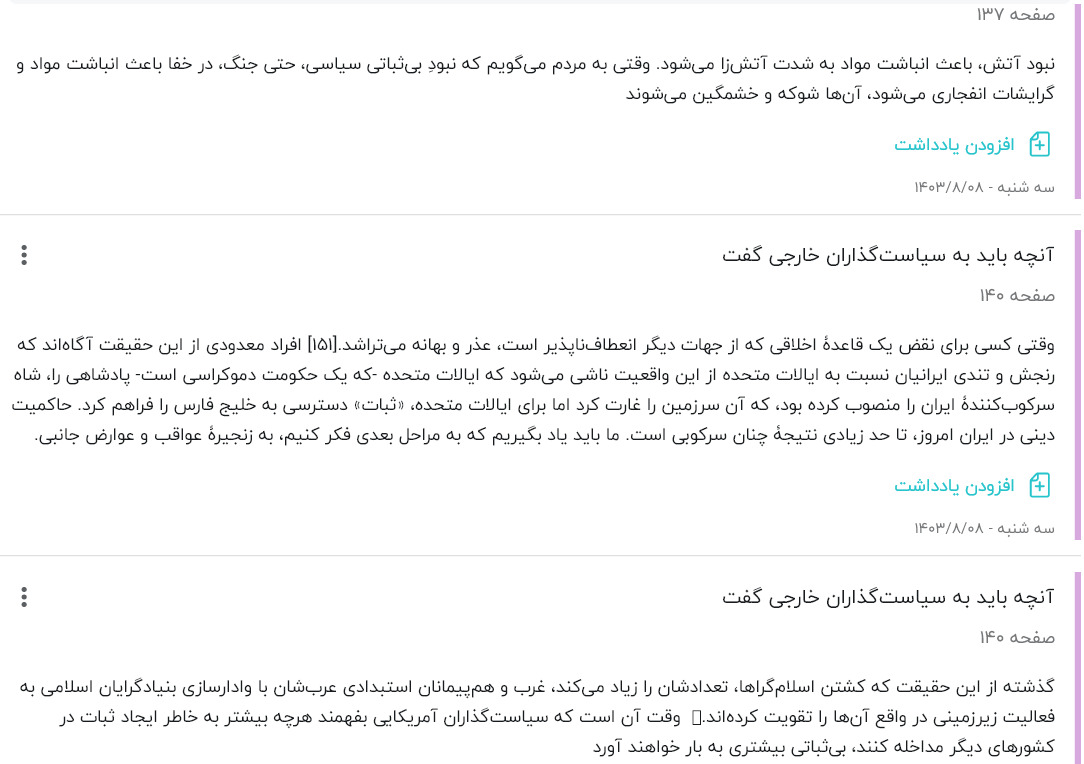 صفحه ۱۳۷
نبود آتش، باعث انباشت مواد به شدت آتش‌زا می‌شود. وقتی به مردم می‌گویم که نبودِ بی‌ثباتی سیاسی، حتی جنگ، در خفا باعث انباشت مواد و
گرایشات انفجاری می‌شود، آن‌ها شوکه و خشمگین می‌شوند
افزودن یادداشت
سه شنبه - ۱۴۰۳/۸/۰۸
آنچه باید به سیاست‌گذاران خارجی گفت
صفحه ۱۴۰
وقتی کسی برای نقض یک قاعدهٔ اخلاقی که از جهات دیگر انعطاف‌ناپذیر است، عذر و بهانه می‌تراشد.[۱۵۱] افراد معدودی از این حقیقت آگاه‌اند که
رنجش و تندی ایرانیان نسبت به ایالات متحده از این واقعیت ناشی می‌شود که ایالات متحده -که یک حکومت دموکراسی است- پادشاهی را، شاه
سرکوب‌کنندهٔ ایران را منصوب کرده بود، که آن سرزمین را غارت کرد اما برای ایالات متحده، «ثبات» دسترسی به خلیج فارس را فراهم کرد. حاکمیت
دینی در ایران امروز، تا حد زیادی نتیجهٔ چنان سرکوبی است. ما باید یاد بگیریم که به مراحل بعدی فکر کنیم، به زنجیرهٔ عواقب و عوارض جانبی.
افزودن یادداشت
سه شنبه - ۱۴۰۳/۸/۰۸
آنچه باید به سیاست‌گذاران خارجی گفت
صفحه ۱۴۰
گذشته از این حقیقت که کشتن اسلام‌گراها، تعدادشان را زیاد می‌کند، غرب و هم‌پیمانان استبدادی عرب‌شان با وادارسازی بنیادگرایان اسلامی به
فعالیت زیرزمینی در واقع آن‌ها را تقویت کرده‌اند. وقت آن است که سیاست‌گذاران آمریکایی بفهمند هرچه بیشتر به خاطر ایجاد ثبات در
کشورهای دیگر مداخله کنند، بی‌ثباتی بیشتری به بار خواهند آورد